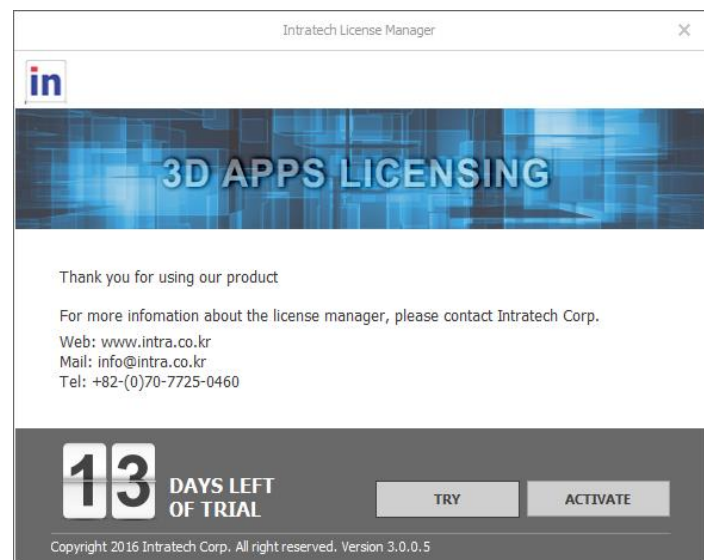 Intratech License Manager
in
3D APPS LICENSING
Thank you for using our product
For more infomation about the license manager, please contact Intratech Corp.
Web: www.intra.co.kr
Mail: info@intra.co.kr
Tel: +82-(0)70-7725-0460
13 DAYS LEFT
OF TRIAL
TRY
ACTIVATE
Copyright 2016 Intratech Corp. All right reserved. Version 3.0.0.5